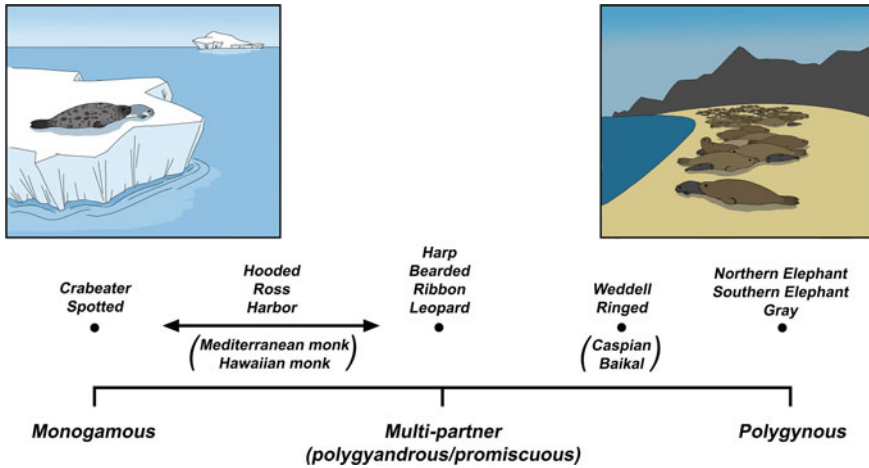 Crabeater
Spotted
Hooded
Ross
Harbor
(Mediterranean monk
Hawaiian monk)
Harp
Bearded
Ribbon
Leopard
Weddell
Ringed
(Caspian
Baikal)
Northern Elephant
Southern Elephant
Gray
Monogamous
Multi-partner
(polygyandrous/promiscuous)
Polygynous